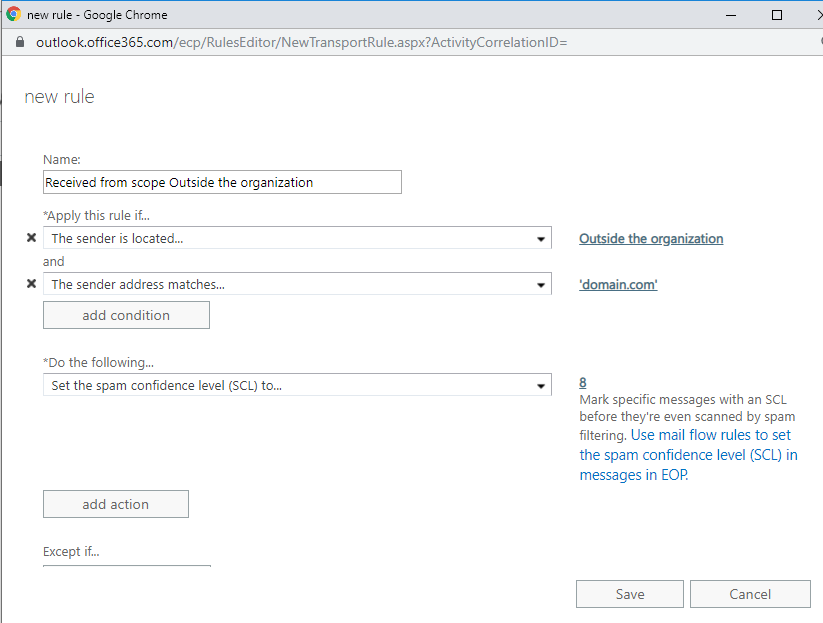 new rule - Google Chrome
outlook.office365.com/ecp/RulesEditor/NewTransportRule.aspx?ActivityCorrelationID=
new rule
Name:
Received from scope Outside the organization
*Apply this rule if...
The sender is located...
Outside the organization
and
The sender address matches...
'domain.com'
add condition
*Do the following...
Set the spam confidence level (SCL) to...
8
Mark specific messages with an SCL
before they're even scanned by spam
filtering. Use mail flow rules to set
the spam confidence level (SCL) in
messages in EOP.
add action
Except if...
Save
Cancel